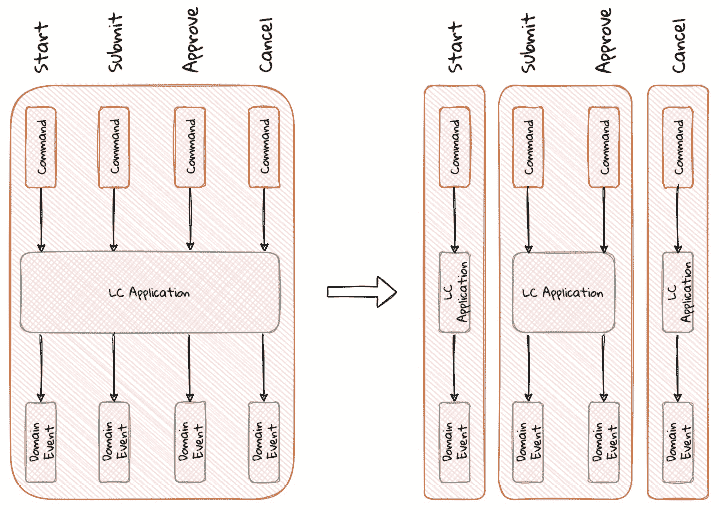 Start
Submit
Approve
Cancel
Start
Submit
Approve
Cancel
Command
Command
Command
Command
Command
Command
Command
Command
LC Application
LC
Application
LC Application
LC
Application
Domain
Event
Domain
Event
Domain
Event
Domain
Event
Domain
Event
Domain
Event
Domain
Event
Domain
Event